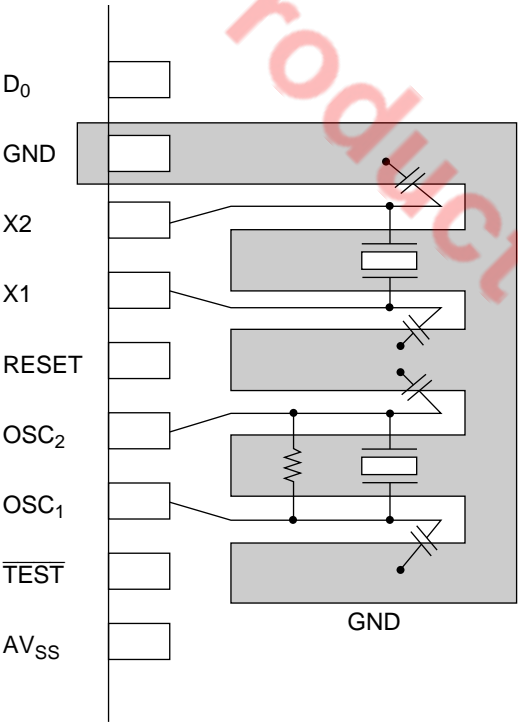 D0
GND
X2
X1
RESET
OSC2
OSC1
TEST
AVSS
GND
roduct